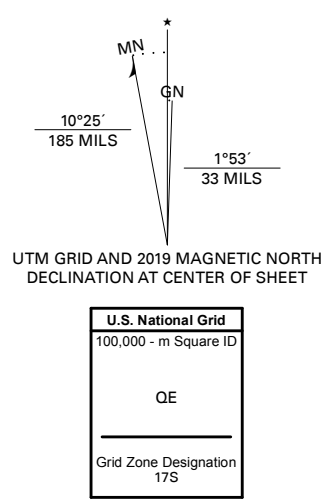 MN
GN
10°25´
185 MILS
1°53´
33 MILS
UTM GRID AND 2019 MAGNETIC NORTH
DECLINATION AT CENTER OF SHEET
U.S. National Grid
100,000 - m Square ID
QE
Grid Zone Designation
17S